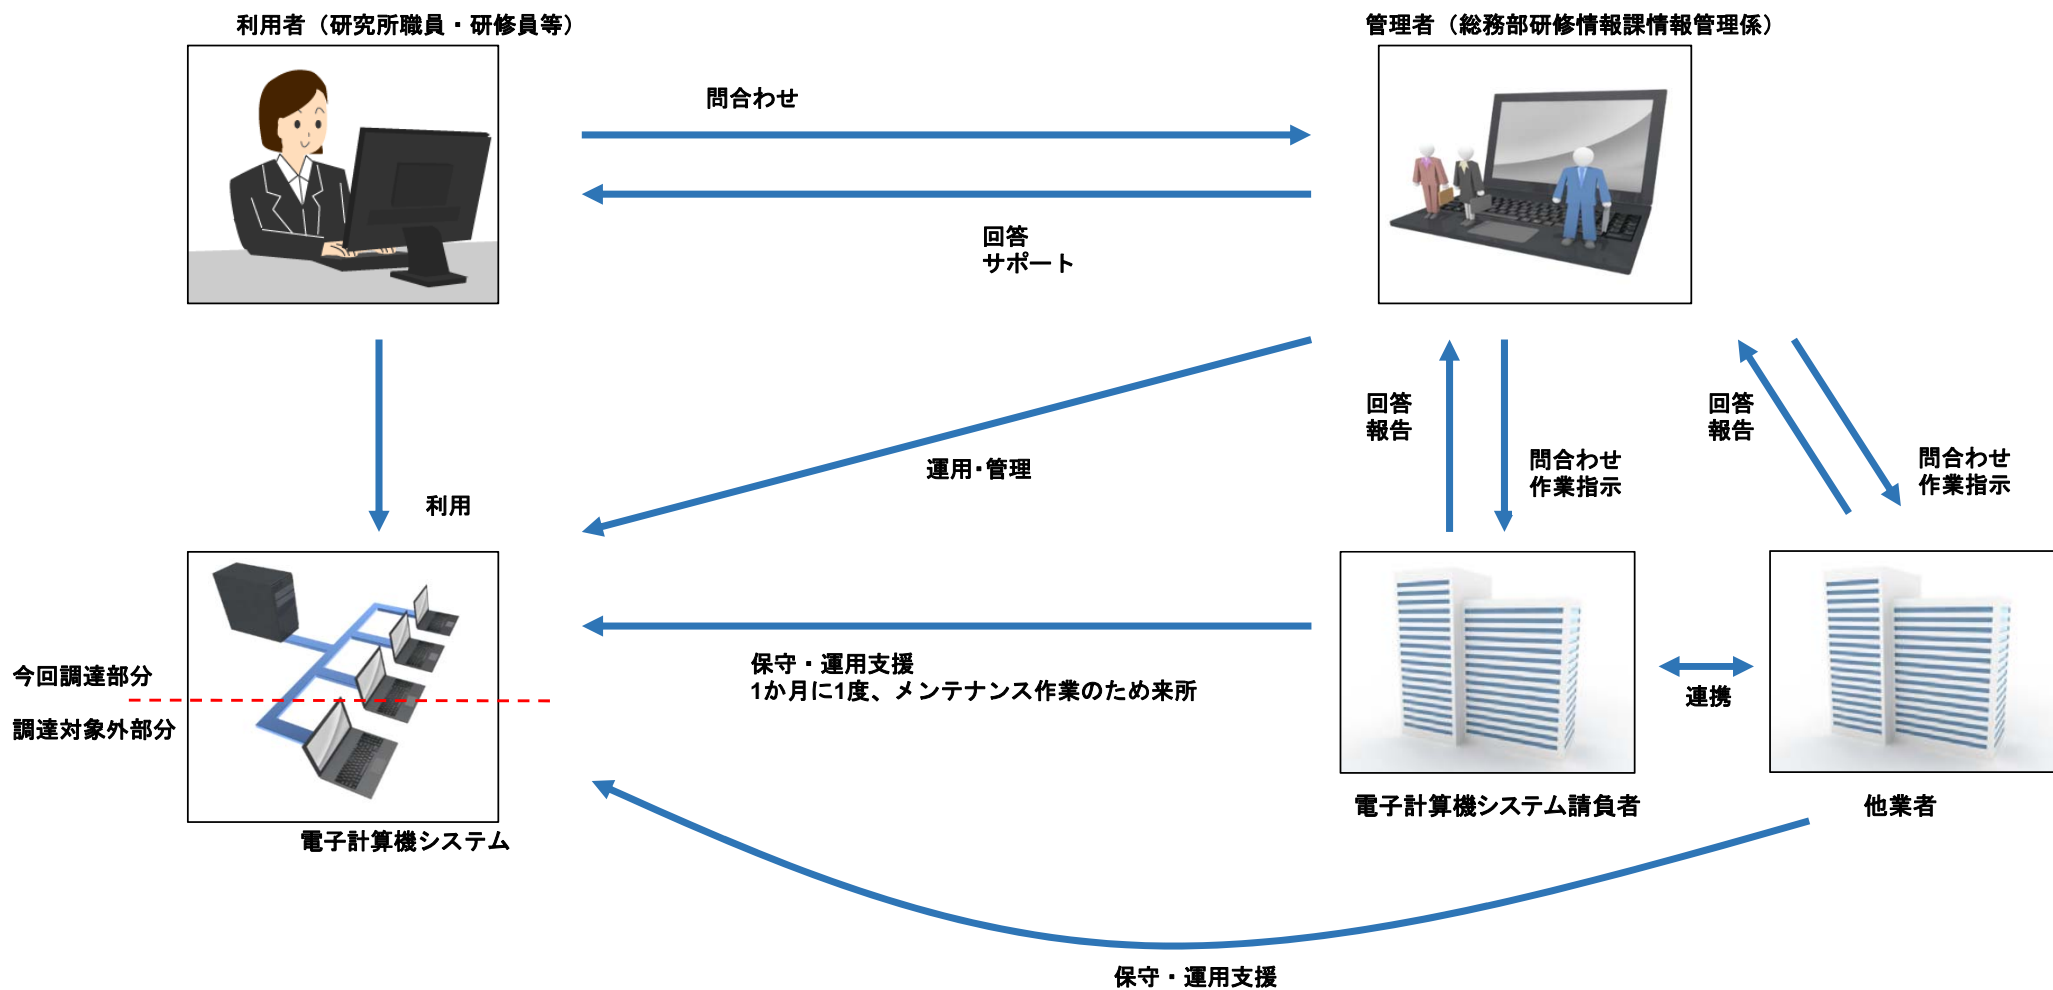 利用者（研究所職員・研修員等）
管理者（総務部研修情報課情報管理係）
問合わせ
回答
サポート
回答
報告
問合わせ
作業指示
回答
報告
問合わせ
作業指示
運用・管理
利用
今回調達部分
調達対象外部分
保守・運用支援
1か月に1度、メンテナンス作業のため来所
連携
電子計算機システム
電子計算機システム請負者
他業者
保守・運用支援